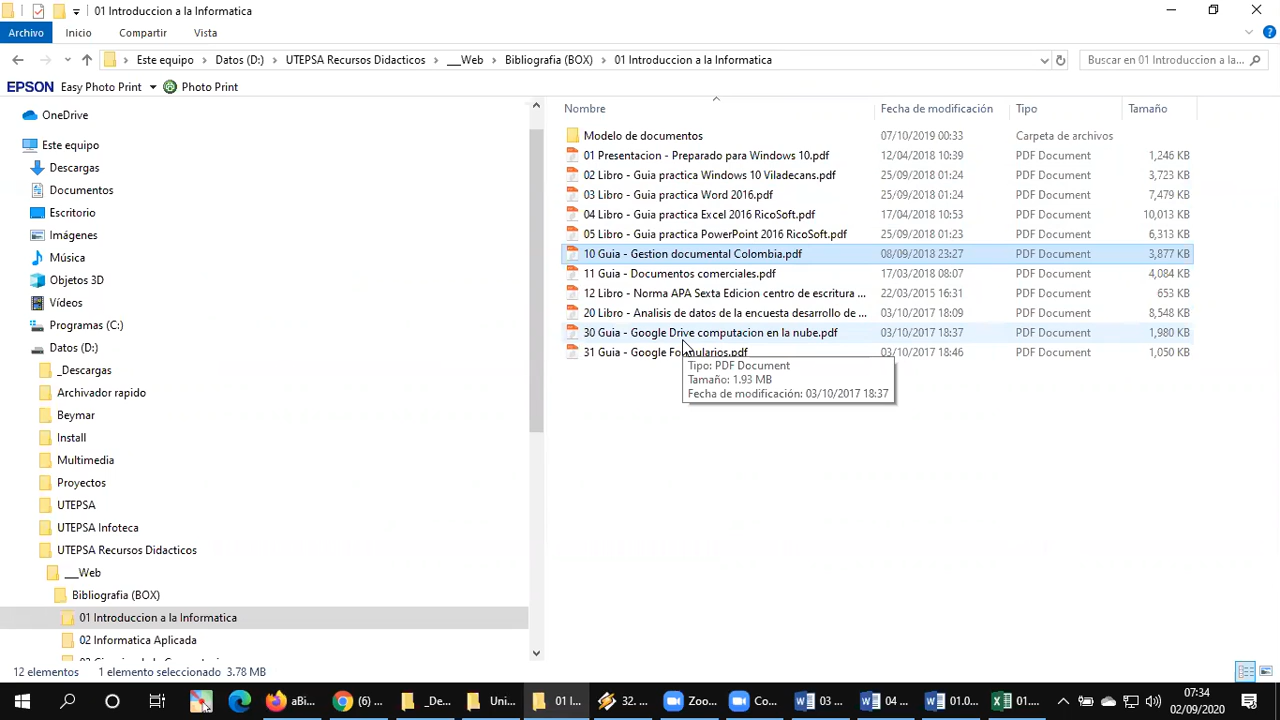 01 Introduccion a la Informatica
Archivo Inicio Compartir Vista
Este equipo Datos (D:) UTEPSA Recursos Didacticos __Web Bibliografia (BOX) 01 Introduccion a la Informatica Buscar en 01 Introduccion a la...
EPSON Easy Photo Print Photo Print
Nombre Fecha de modificación Tipo Tamaño
OneDrive
Este equipo
Descargas
Documentos
Escritorio
Imágenes
Música
Objetos 3D
Vídeos
Programas (C:)
Datos (D:)
_Descargas
Archivador rapido
Beymar
Install
Multimedia
Proyectos
UTEPSA
UTEPSA Infoteca
UTEPSA Recursos Didacticos
__Web
Bibliografia (BOX)
01 Introduccion a la Informatica
02 Informatica Aplicada
Modelo de documentos 07/10/2019 00:33 Carpeta de archivos
01 Presentacion - Preparado para Windows 10.pdf 12/04/2018 10:39 PDF Document 1,246 KB
02 Libro - Guia practica Windows 10 Viladecans.pdf 25/09/2018 01:24 PDF Document 3,723 KB
03 Libro - Guia practica Word 2016.pdf 25/09/2018 01:24 PDF Document 7,479 KB
04 Libro - Guia practica Excel 2016 RicoSoft.pdf 17/04/2018 10:53 PDF Document 10,013 KB
05 Libro - Guia practica PowerPoint 2016 RicoSoft.pdf 25/09/2018 01:23 PDF Document 6,313 KB
10 Guia - Gestion documental Colombia.pdf 08/09/2018 23:27 PDF Document 3,877 KB
11 Guia - Documentos comerciales.pdf 17/03/2018 08:07 PDF Document 4,084 KB
12 Libro - Norma APA Sexta Edicion centro de escritura ... 22/03/2015 16:31 PDF Document 653 KB
20 Libro - Analisis de datos de la encuesta desarrollo de ... 03/10/2017 18:09 PDF Document 8,548 KB
30 Guia - Google Drive computacion en la nube.pdf 03/10/2017 18:37 PDF Document 1,980 KB
31 Guia - Google Formularios.pdf 03/10/2017 18:46 PDF Document 1,050 KB
Tipo: PDF Document
Tamaño: 1.93 MB
Fecha de modificación: 03/10/2017 18:37
12 elementos 1 elemento seleccionado 3.78 MB
aBi... (6) ... _De... Uni... 01 I... 32. ... Zoo... Co... 03 ... 04 ... 01.0... 01...
07:34
02/09/2020